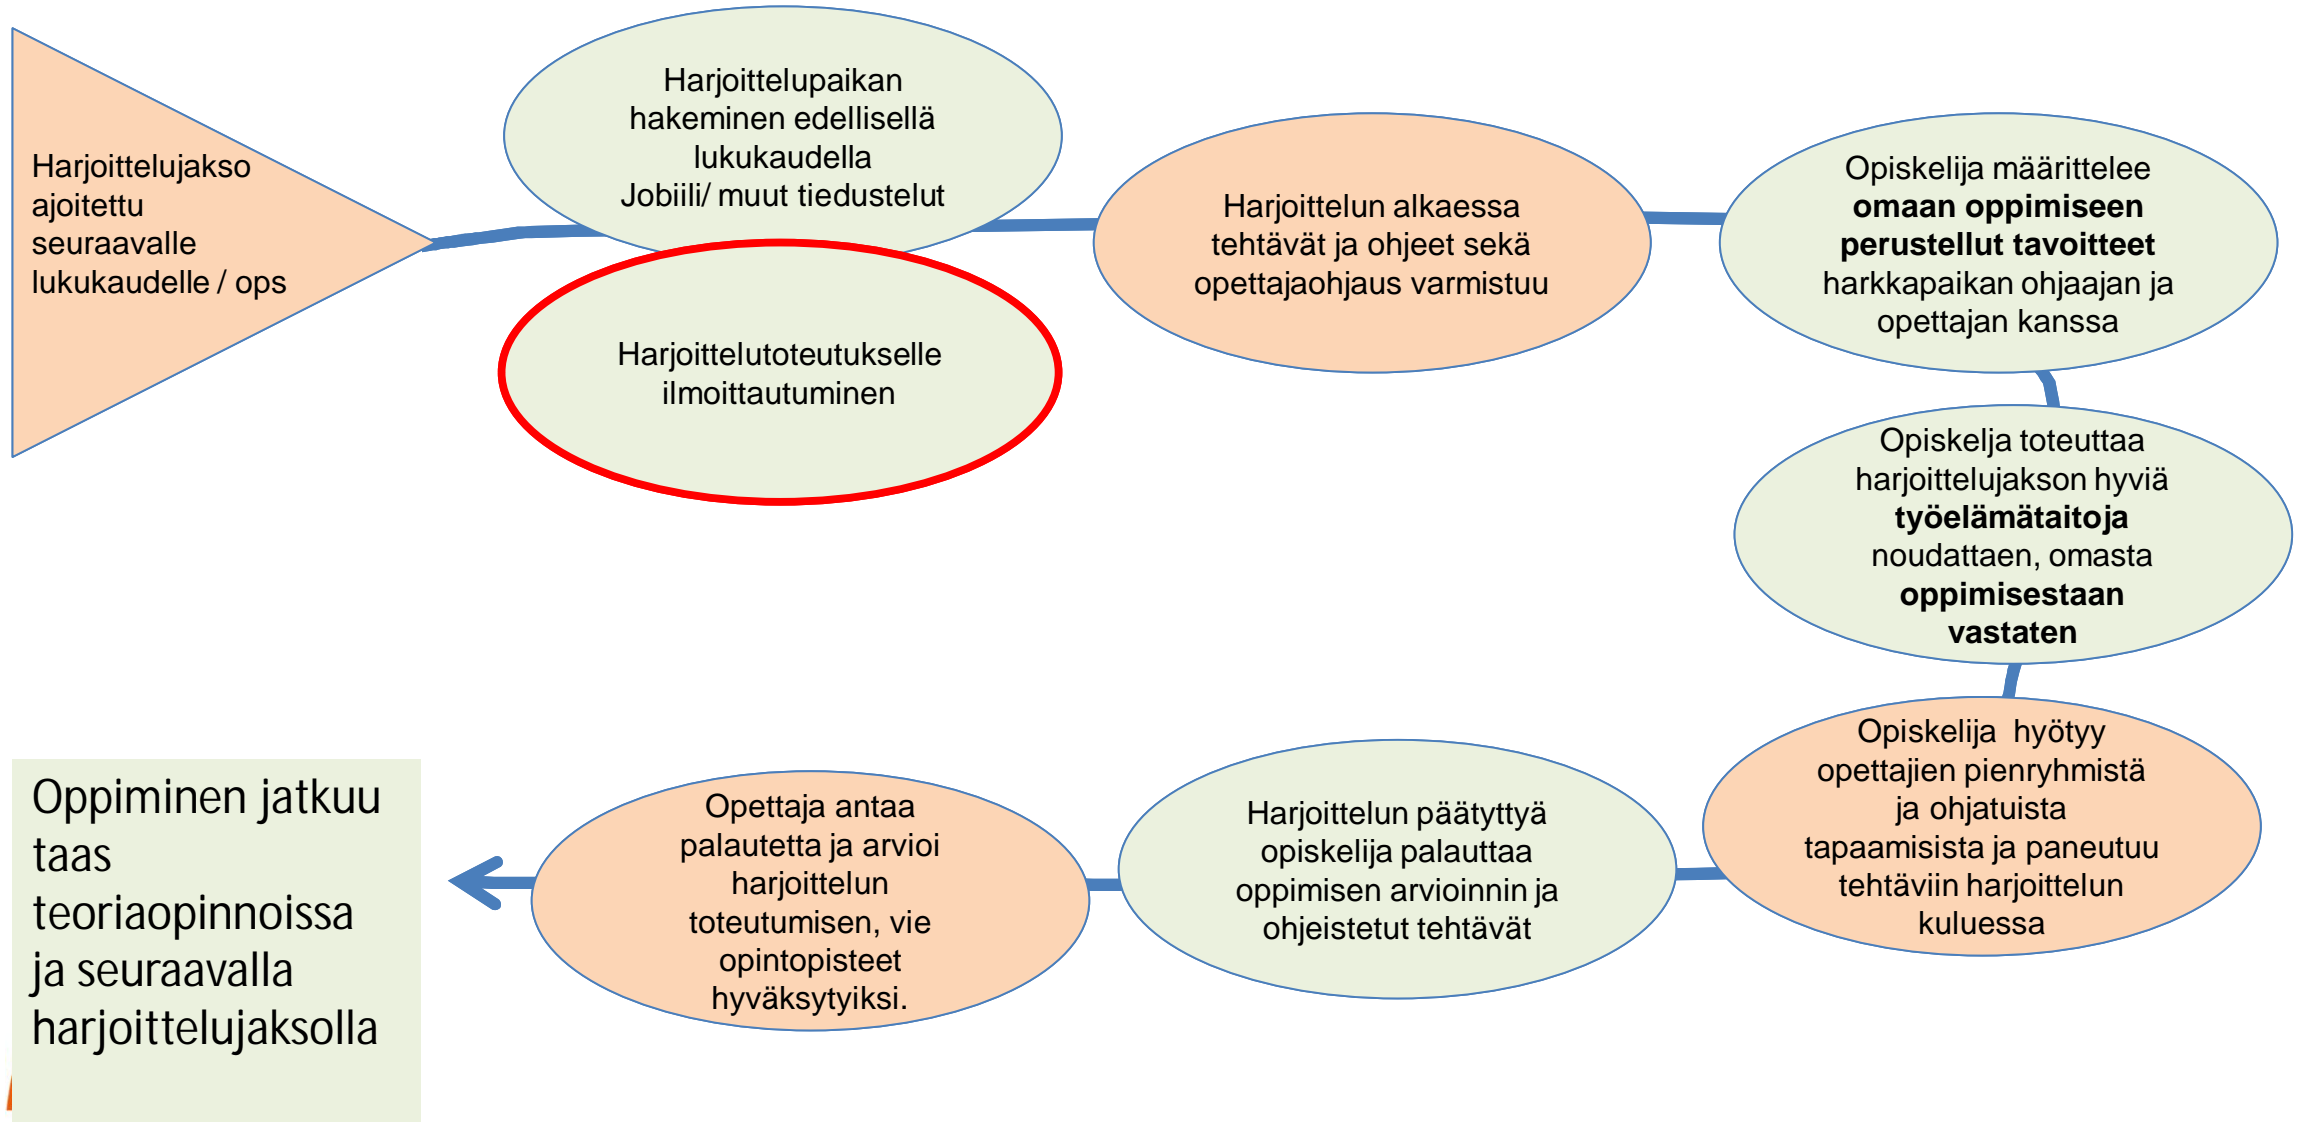 Harjoittelujakso
ajoitettu
seuraavalle
lukukaudelle / ops
Harjoittelupaikan
hakeminen edellisellä
lukukaudella
Jobiili/ muut tiedustelut
Harjoittelutoteutukselle
ilmoittautuminen
Harjoittelun alkaessa
tehtävät ja ohjeet sekä
opettajaohjaus varmistuu
Opiskelija määrittelee
omaan oppimiseen
perustellut tavoitteet
harkkapaikan ohjaajan ja
opettajan kanssa
Opiskelja toteuttaa
harjoittelujakson hyviä
työelämätaitoja
noudattaen, omasta
oppimisestaan
vastaten
Opiskelija hyötyy
opettajien pienryhmistä
ja ohjatuista
tapaamisista ja paneutuu
tehtäviin harjoittelun
kuluessa
Harjoittelun päätyttyä
opiskelija palauttaa
oppimisen arvioinnin ja
ohjeistetut tehtävät
Opettaja antaa
palautetta ja arvioi
harjoittelun
toteutumisen, vie
opintopisteet
hyväksytyiksi.
Oppiminen jatkuu
taas
teoriaopinnoissa
ja seuraavalla
harjoittelujaksolla